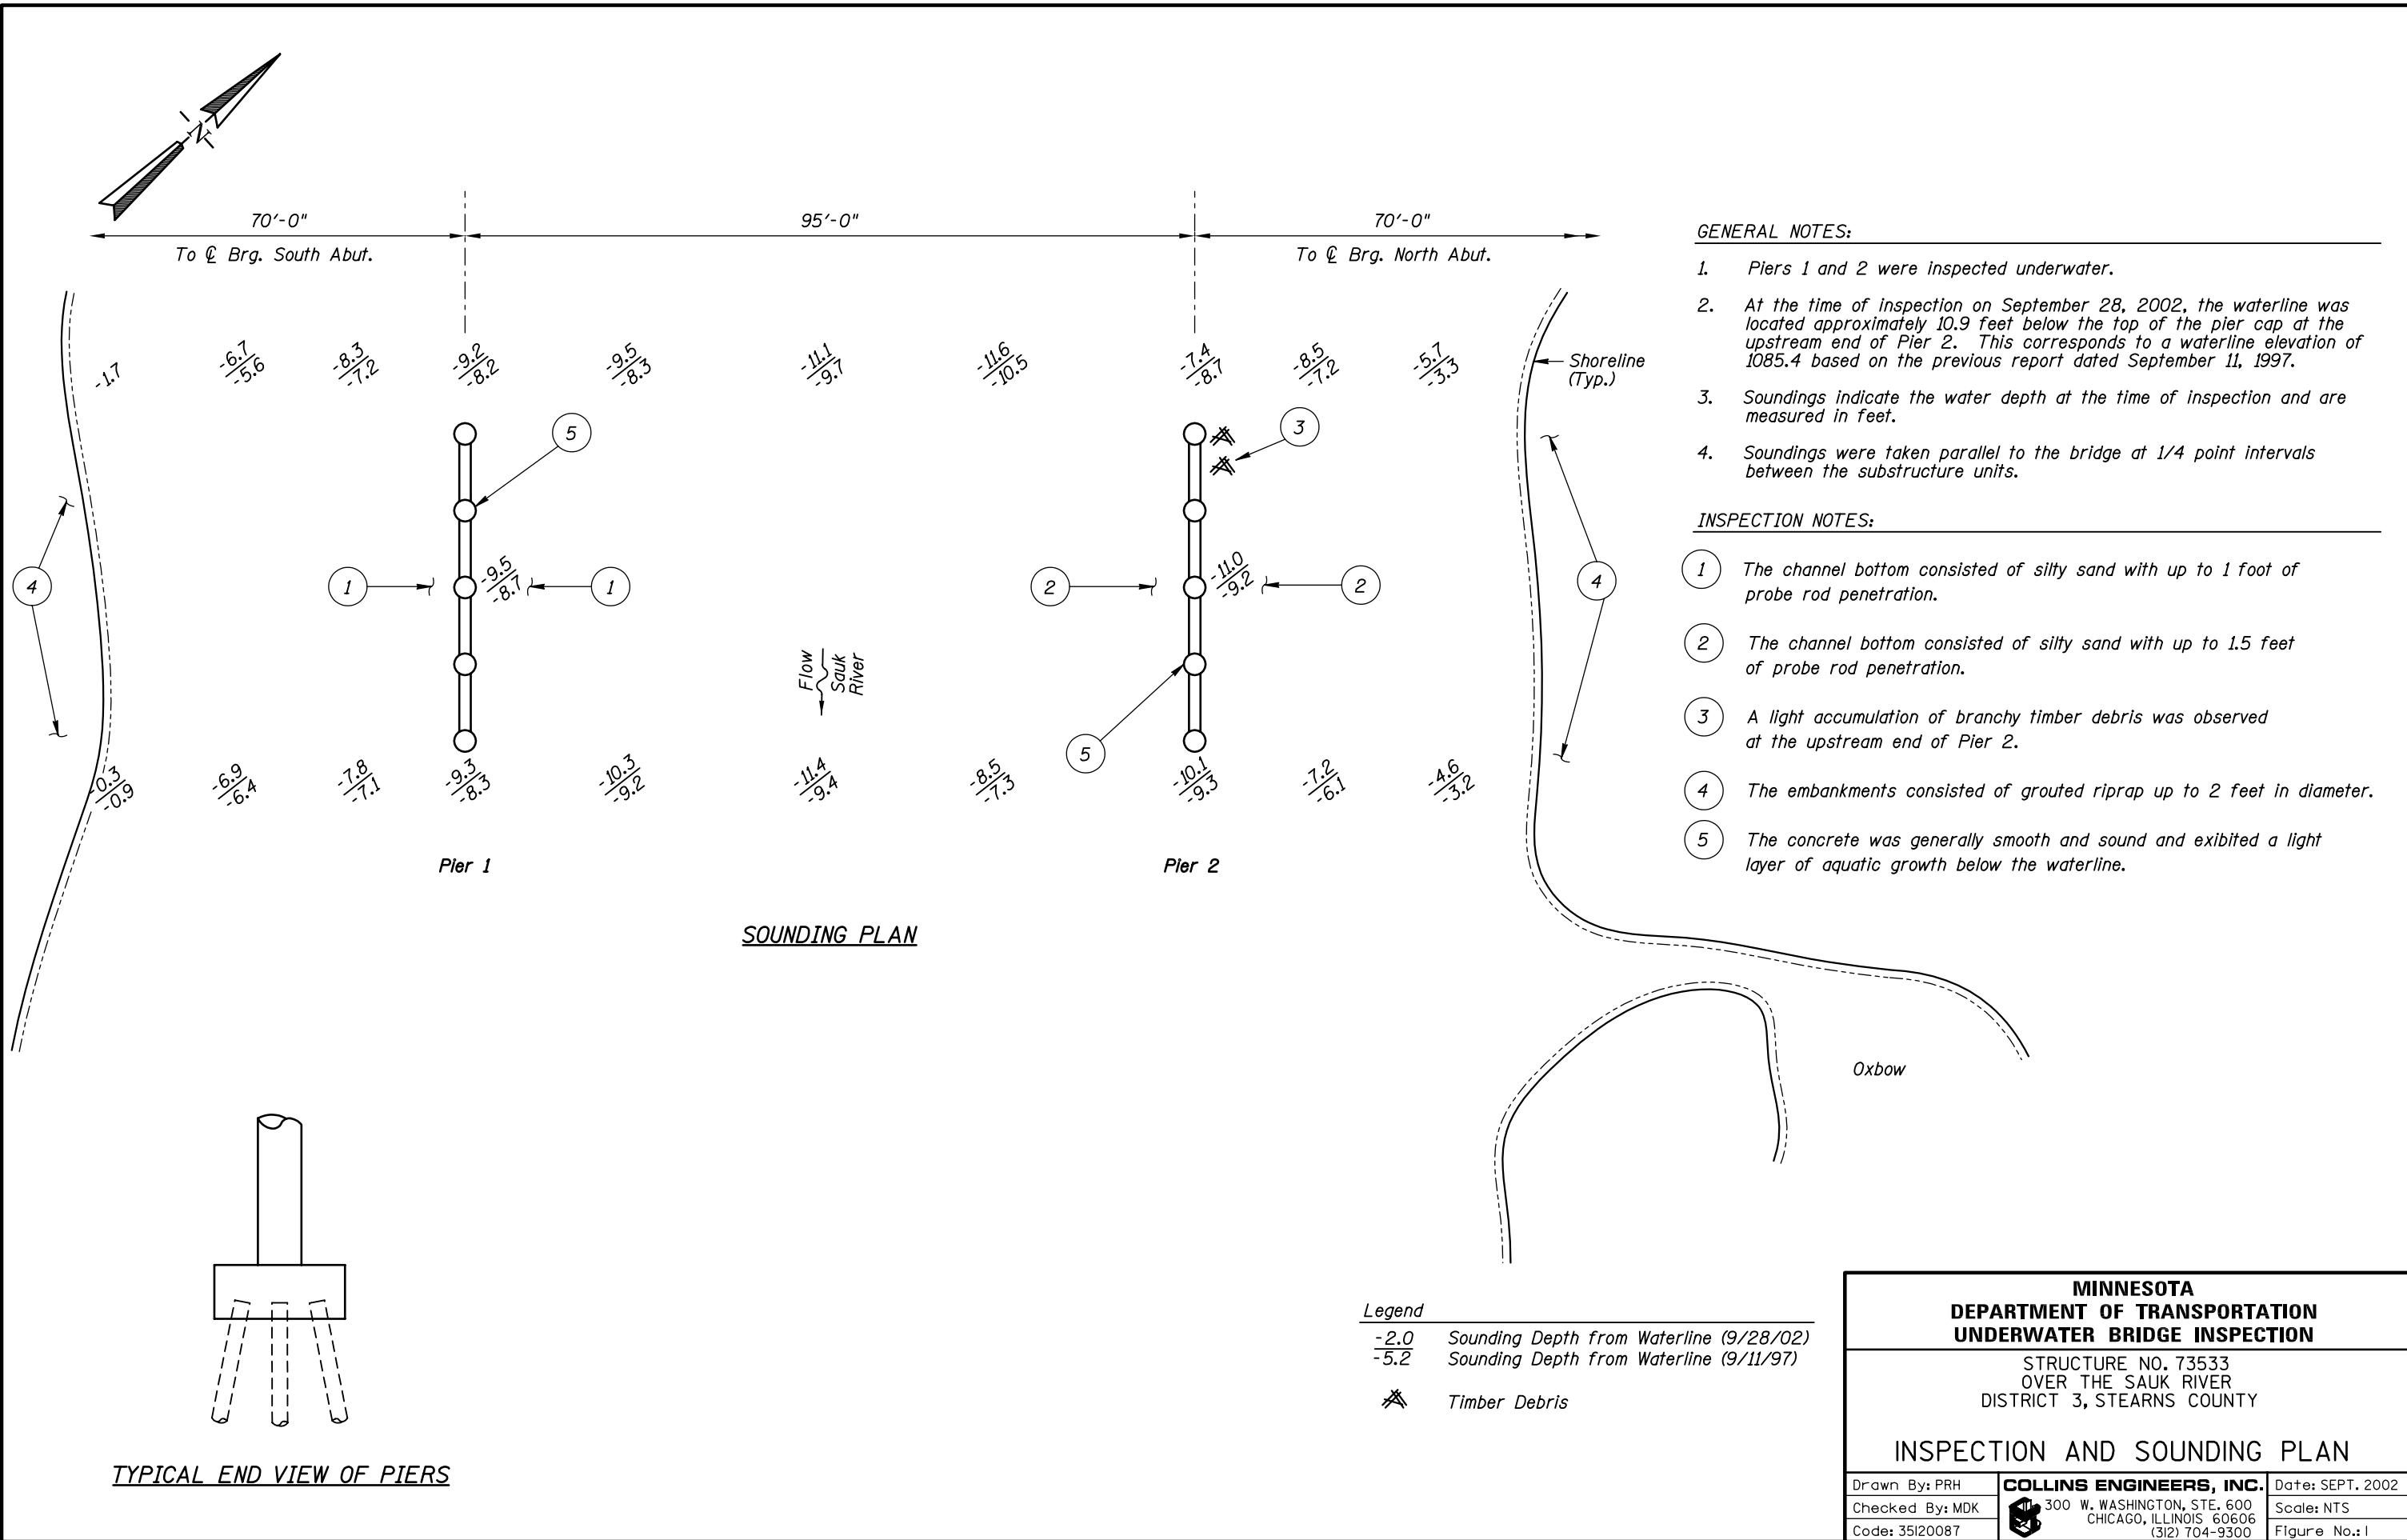 N
70'-0"
95'-0"
70'-0"
To ℄ Brg. South Abut.
To ℄ Brg. North Abut.
-1.7
-6.7
-5.6
-8.3
-7.2
-9.2
-8.2
-9.5
-8.3
-11.1
-9.7
-11.6
-10.5
-7.4
-8.7
-8.5
-7.2
-5.7
-3.3
Shoreline
(Typ.)
5
3
4
1
-9.5
-8.7
1
2
-11.0
-9.2
2
4
Flow
Sauk
River
5
-0.3
-0.9
-6.9
-6.4
-7.8
-7.1
-9.3
-8.3
-10.3
-9.2
-11.4
-9.4
-8.5
-7.3
-10.1
-9.3
-7.2
-6.1
-4.6
-3.2
Pier 1
Pier 2
SOUNDING PLAN
Oxbow
TYPICAL END VIEW OF PIERS
GENERAL NOTES:
1. Piers 1 and 2 were inspected underwater.
2. At the time of inspection on September 28, 2002, the waterline was
located approximately 10.9 feet below the top of the pier cap at the
upstream end of Pier 2. This corresponds to a waterline elevation of
1085.4 based on the previous report dated September 11, 1997.
3. Soundings indicate the water depth at the time of inspection and are
measured in feet.
4. Soundings were taken parallel to the bridge at 1/4 point intervals
between the substructure units.
INSPECTION NOTES:
1 The channel bottom consisted of silty sand with up to 1 foot of
probe rod penetration.
2 The channel bottom consisted of silty sand with up to 1.5 feet
of probe rod penetration.
3 A light accumulation of branchy timber debris was observed
at the upstream end of Pier 2.
4 The embankments consisted of grouted riprap up to 2 feet in diameter.
5 The concrete was generally smooth and sound and exibited a light
layer of aquatic growth below the waterline.
Legend
-2.0 Sounding Depth from Waterline (9/28/02)
-5.2 Sounding Depth from Waterline (9/11/97)
Timber Debris
MINNESOTA
DEPARTMENT OF TRANSPORTATION
UNDERWATER BRIDGE INSPECTION
STRUCTURE NO. 73533
OVER THE SAUK RIVER
DISTRICT 3, STEARNS COUNTY
INSPECTION AND SOUNDING PLAN
Drawn By: PRH
Checked By: MDK
Code: 35120087
COLLINS ENGINEERS, INC.
300 W. WASHINGTON, STE. 600
CHICAGO, ILLINOIS 60606
(312) 704-9300
Date: SEPT. 2002
Scale: NTS
Figure No.: 1